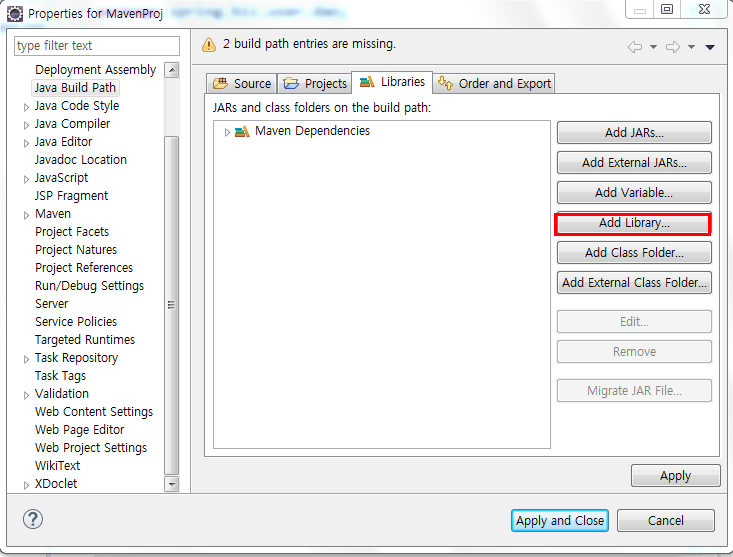 Properties for MavenProj
type filter text
Deployment Assembly
Java Build Path
Java Code Style
Java Compiler
Java Editor
Javadoc Location
JavaScript
JSP Fragment
Maven
Project Facets
Project Natures
Project References
Run/Debug Settings
Server
Service Policies
Targeted Runtimes
Task Repository
Task Tags
Validation
Web Content Settings
Web Page Editor
Web Project Settings
WikiText
XDoclet
2 build path entries are missing.
Source
Projects
Libraries
Order and Export
JARs and class folders on the build path:
Maven Dependencies
Add JARs...
Add External JARs...
Add Variable...
Add Library...
Add Class Folder...
Add External Class Folder...
Edit...
Remove
Migrate JAR File...
Apply
Apply and Close
Cancel